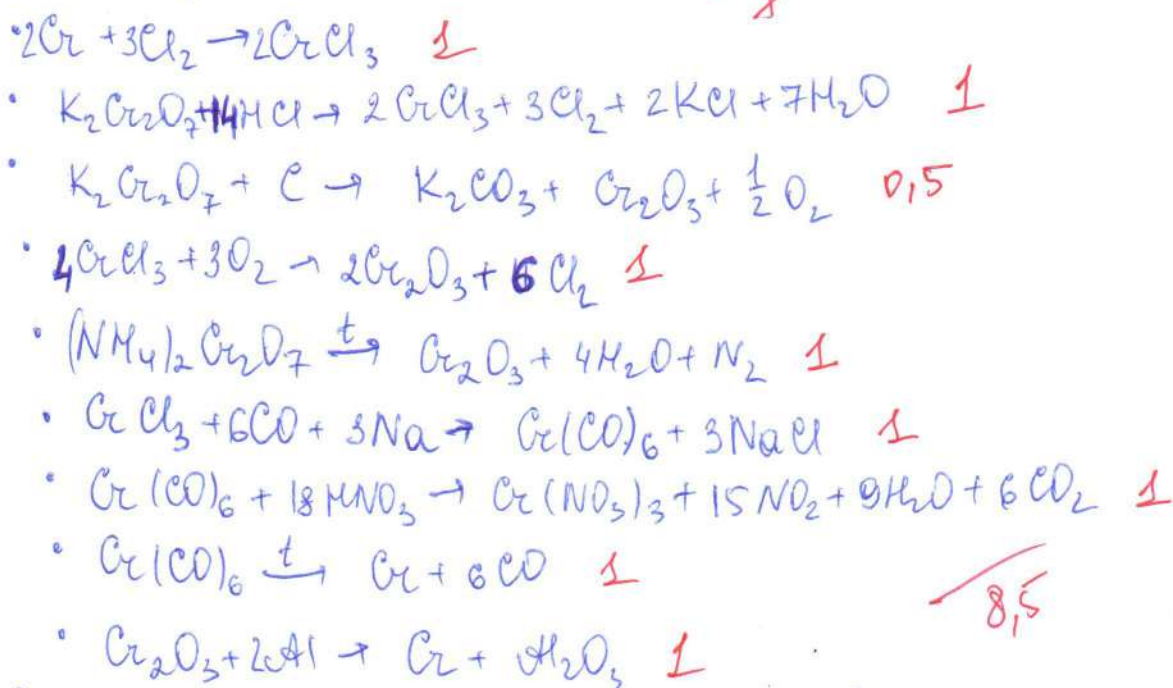 1
• 2Cr + 3Cl₂ → 2CrCl₃ 1
• K₂Cr₂O₇ + 14HCl → 2CrCl₃ + 3Cl₂ + 2KCl + 7H₂O 1
• K₂Cr₂O₇ + C → K₂CO₃ + Cr₂O₃ + ½O₂ 0,5
• 4CrCl₃ + 3O₂ → 2Cr₂O₃ + 6Cl₂ 1
• (NH₄)₂Cr₂O₇ →ᵗ Cr₂O₃ + 4H₂O + N₂ 1
• CrCl₃ + 6CO + 3Na → Cr(CO)₆ + 3NaCl 1
• Cr(CO)₆ + 18HNO₃ → Cr(NO₃)₃ + 15NO₂ + 9H₂O + 6CO₂ 1
• Cr(CO)₆ →ᵗ Cr + 6CO 1
8,5
• Cr₂O₃ + 2Al → Cr + Al₂O₃ 1